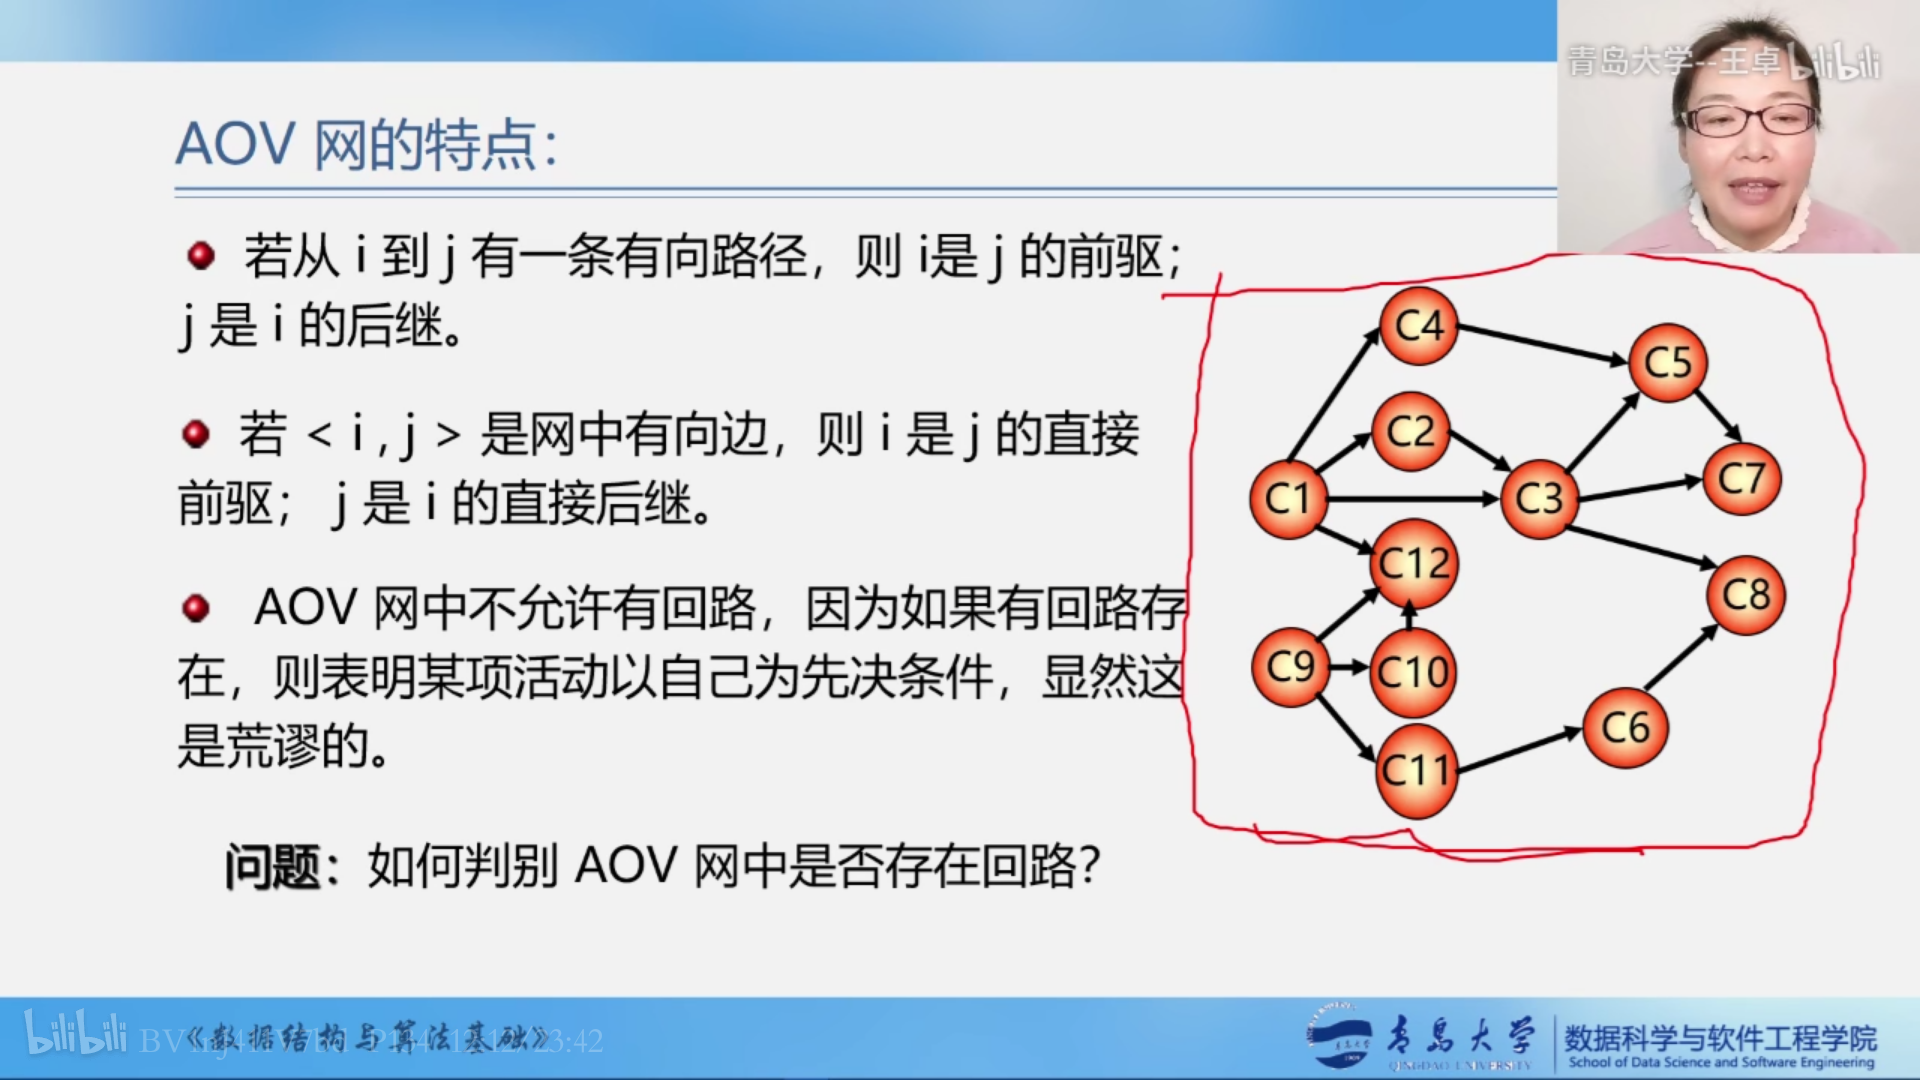 青岛大学--王卓 bilibili
AOV 网的特点：
若从 i 到 j 有一条有向路径，则 i是 j 的前驱；
j 是 i 的后继。
若 < i , j > 是网中有向边，则 i 是 j 的直接
前驱； j 是 i 的直接后继。
AOV 网中不允许有回路，因为如果有回路存
在，则表明某项活动以自己为先决条件，显然这
是荒谬的。
问题：如何判别 AOV 网中是否存在回路？
C4
C5
C2
C7
C1
C3
C12
C8
C9
C10
C6
C11
bilibili
《数据结构与算法基础》
青岛大学
QINGDAO UNIVERSITY
数据科学与软件工程学院
School of Data Science and Software Engineering